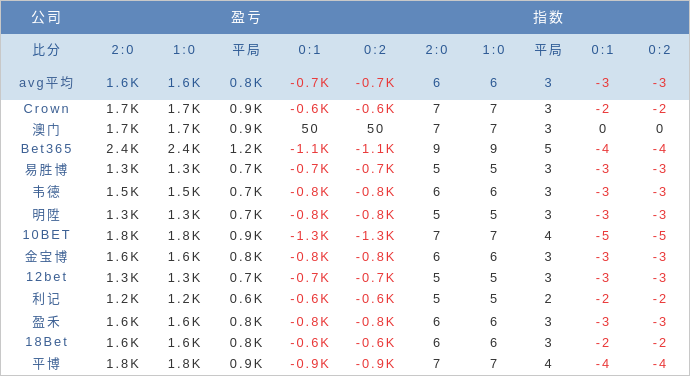 公司 盈亏 指数
比分 2:0 1:0 平局 0:1 0:2 2:0 1:0 平局 0:1 0:2
avg平均 1.6K 1.6K 0.8K -0.7K -0.7K 6 6 3 -3 -3
Crown 1.7K 1.7K 0.9K -0.6K -0.6K 7 7 3 -2 -2
澳门 1.7K 1.7K 0.9K 50 50 7 7 3 0 0
Bet365 2.4K 2.4K 1.2K -1.1K -1.1K 9 9 5 -4 -4
易胜博 1.3K 1.3K 0.7K -0.7K -0.7K 5 5 3 -3 -3
韦德 1.5K 1.5K 0.7K -0.8K -0.8K 6 6 3 -3 -3
明陞 1.3K 1.3K 0.7K -0.8K -0.8K 5 5 3 -3 -3
10BET 1.8K 1.8K 0.9K -1.3K -1.3K 7 7 4 -5 -5
金宝博 1.6K 1.6K 0.8K -0.8K -0.8K 6 6 3 -3 -3
12bet 1.3K 1.3K 0.7K -0.7K -0.7K 5 5 3 -3 -3
利记 1.2K 1.2K 0.6K -0.6K -0.6K 5 5 2 -2 -2
盈禾 1.6K 1.6K 0.8K -0.8K -0.8K 6 6 3 -3 -3
18Bet 1.6K 1.6K 0.8K -0.6K -0.6K 6 6 3 -2 -2
平博 1.8K 1.8K 0.9K -0.9K -0.9K 7 7 4 -4 -4